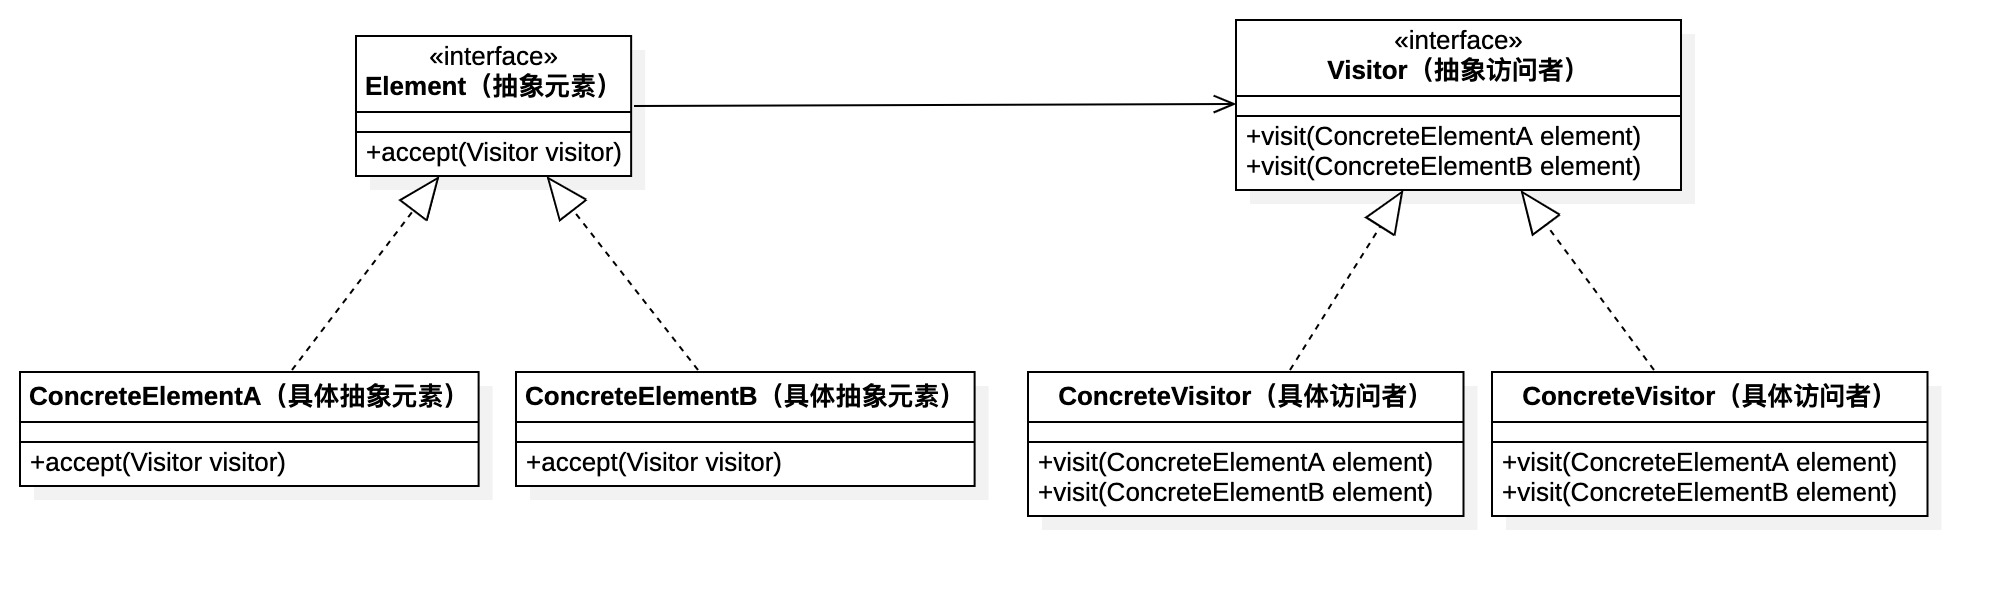 «interface»
Element（抽象元素）
+accept(Visitor visitor)
«interface»
Visitor（抽象访问者）
+visit(ConcreteElementA element)
+visit(ConcreteElementB element)
ConcreteElementA（具体抽象元素）
+accept(Visitor visitor)
ConcreteElementB（具体抽象元素）
+accept(Visitor visitor)
ConcreteVisitor（具体访问者）
+visit(ConcreteElementA element)
+visit(ConcreteElementB element)
ConcreteVisitor（具体访问者）
+visit(ConcreteElementA element)
+visit(ConcreteElementB element)